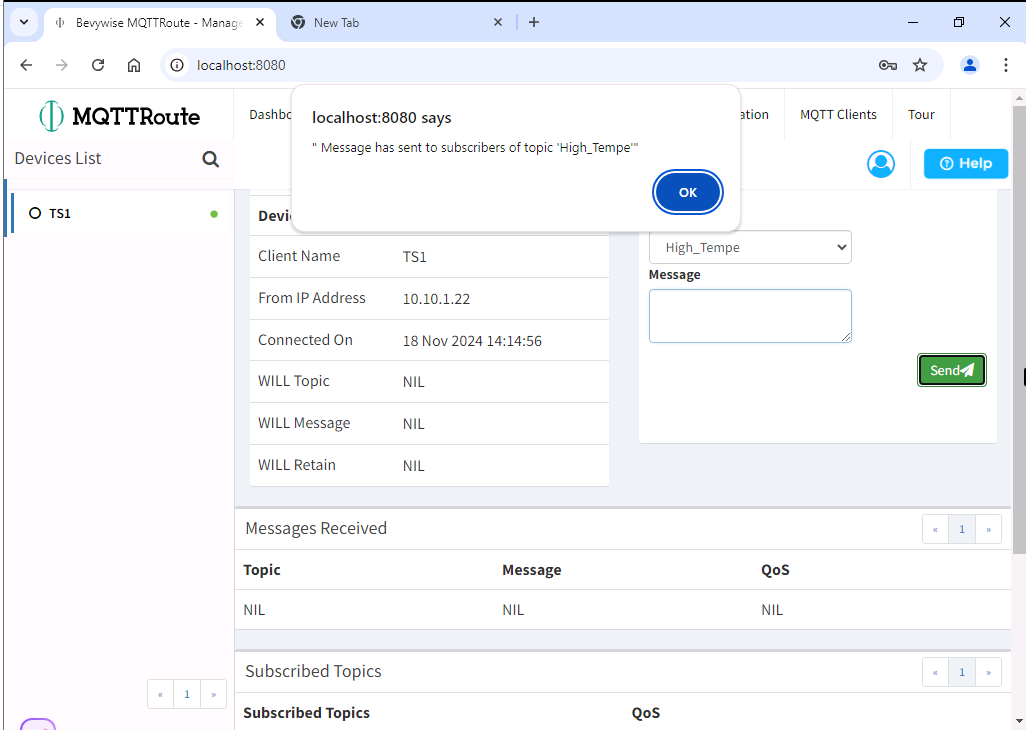 Bevywise MQTTRoute - Manage
New Tab
localhost:8080
MQTTRoute
Dashbo
ation
MQTT Clients
Tour
localhost:8080 says
" Message has sent to subscribers of topic 'High_Tempe'"
OK
Devices List
Help
TS1
Devi
High_Tempe
Client Name TS1
Message
From IP Address 10.10.1.22
Connected On 18 Nov 2024 14:14:56
Send
WILL Topic NIL
WILL Message NIL
WILL Retain NIL
Messages Received
« 1 »
Topic Message QoS
NIL NIL NIL
Subscribed Topics
« 1 »
« 1 »
Subscribed Topics QoS